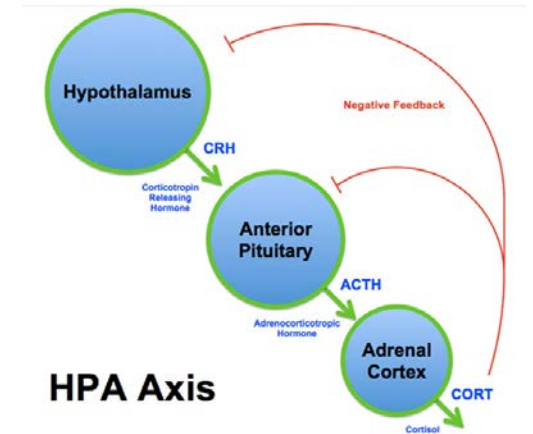 Hypothalamus
Negative Feedback
CRH
Corticotropin
Releasing
Hormone
Anterior
Pituitary
ACTH
Adrenocorticotropic
Hormone
Adrenal
Cortex
HPA Axis
CORT
Cortisol